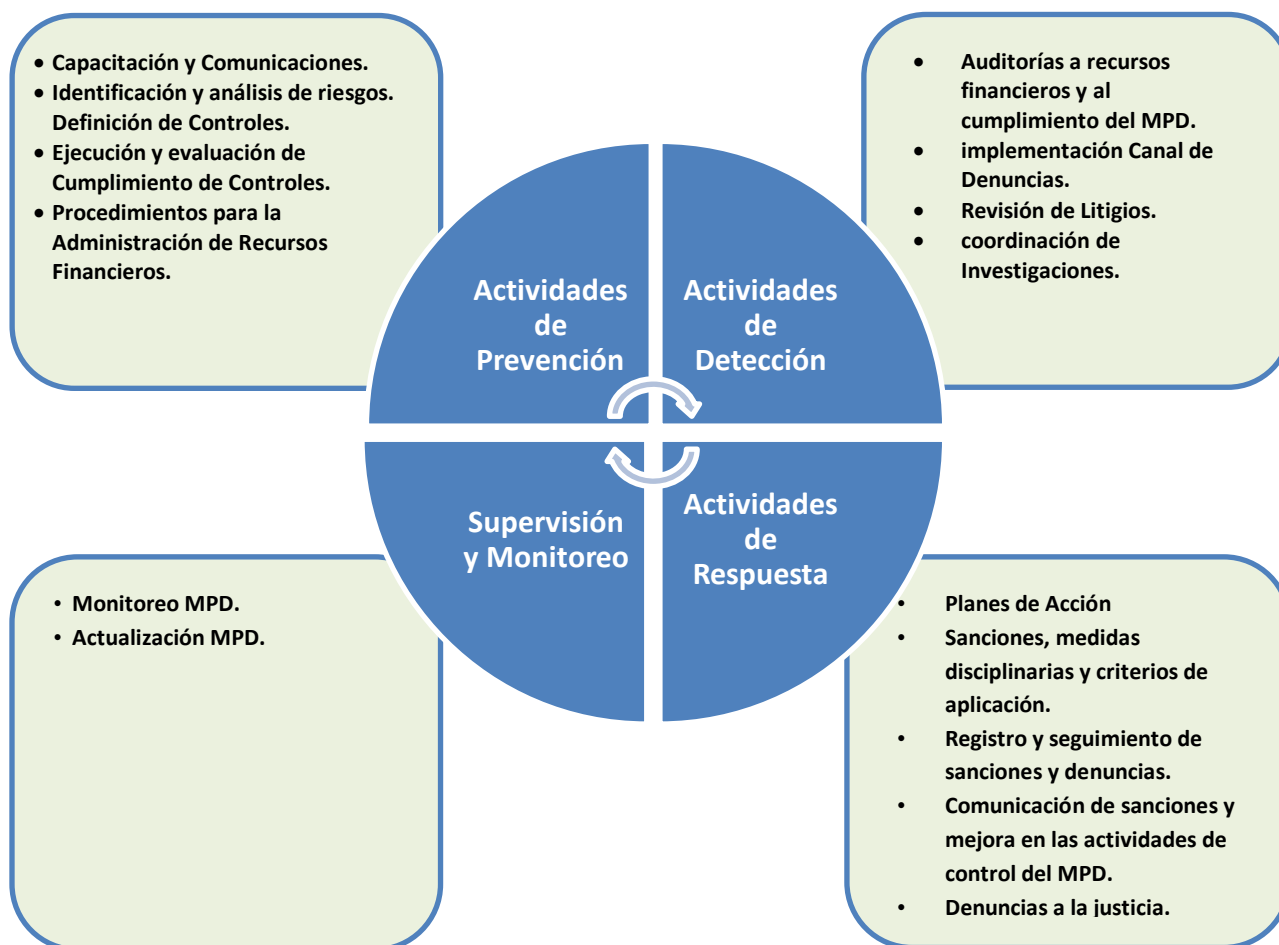 • Capacitación y Comunicaciones.
• Identificación y análisis de riesgos.
Definición de Controles.
• Ejecución y evaluación de
Cumplimiento de Controles.
• Procedimientos para la
Administración de Recursos
Financieros.
• Auditorías a recursos
financieros y al
cumplimiento del MPD.
• implementación Canal de
Denuncias.
• Revisión de Litigios.
• coordinación de
Investigaciones.
Actividades
de
Prevención
Actividades
de
Detección
Supervisión
y Monitoreo
Actividades
de
Respuesta
• Monitoreo MPD.
• Actualización MPD.
• Planes de Acción
• Sanciones, medidas
disciplinarias y criterios de
aplicación.
• Registro y seguimiento de
sanciones y denuncias.
• Comunicación de sanciones y
mejora en las actividades de
control del MPD.
• Denuncias a la justicia.